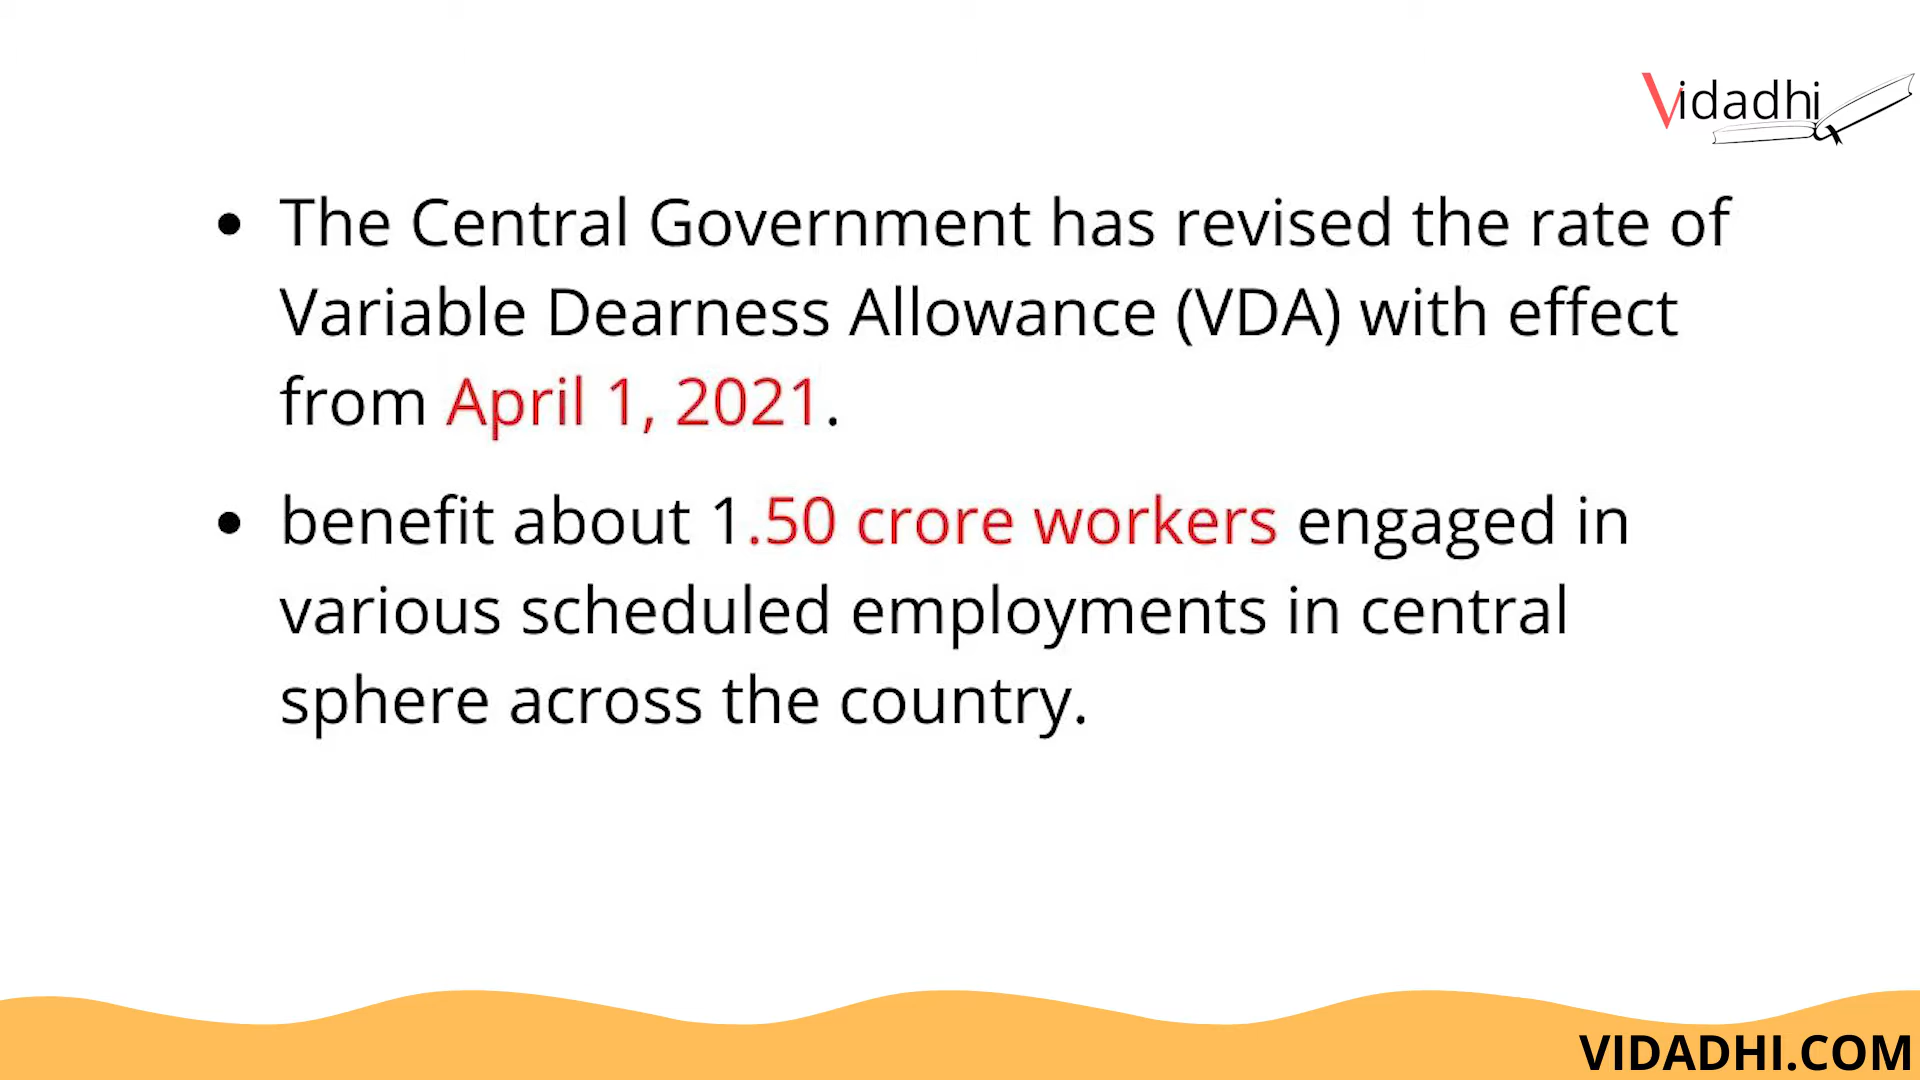 Vidadhi
• The Central Government has revised the rate of
Variable Dearness Allowance (VDA) with effect
from April 1, 2021.
• benefit about 1.50 crore workers engaged in
various scheduled employments in central
sphere across the country.
VIDADHI.COM